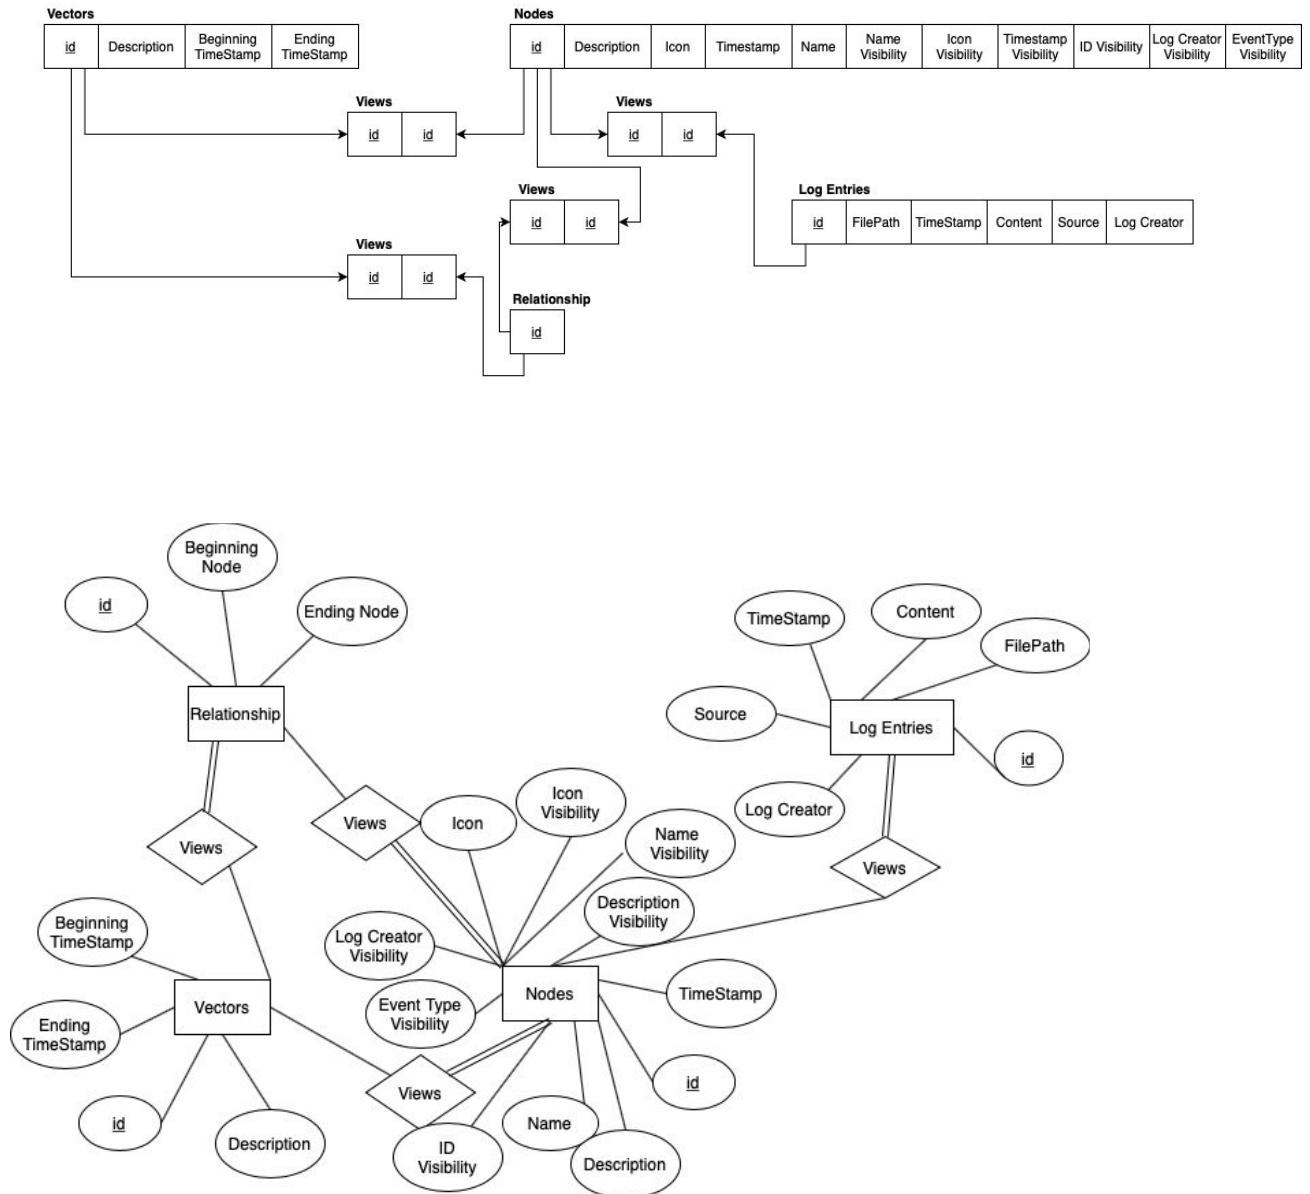 Vectors
id
Description
Beginning
TimeStamp
Ending
TimeStamp
Nodes
id
Description
Icon
Timestamp
Name
Name
Visibility
Icon
Visibility
Timestamp
Visibility
ID Visibility
Log Creator
Visibility
EventType
Visibility
Views
id
id
Views
id
id
Views
id
id
Log Entries
id
FilePath
TimeStamp
Content
Source
Log Creator
Views
id
id
Relationship
id
Beginning
Node
id
Ending Node
Relationship
TimeStamp
Content
FilePath
Source
Log Entries
id
Log Creator
Views
Views
Views
Icon
Icon
Visibility
Name
Visibility
Description
Visibility
Log Creator
Visibility
Event Type
Visibility
Nodes
TimeStamp
id
Name
Description
ID
Visibility
Views
Beginning
TimeStamp
Vectors
Ending
TimeStamp
id
Description